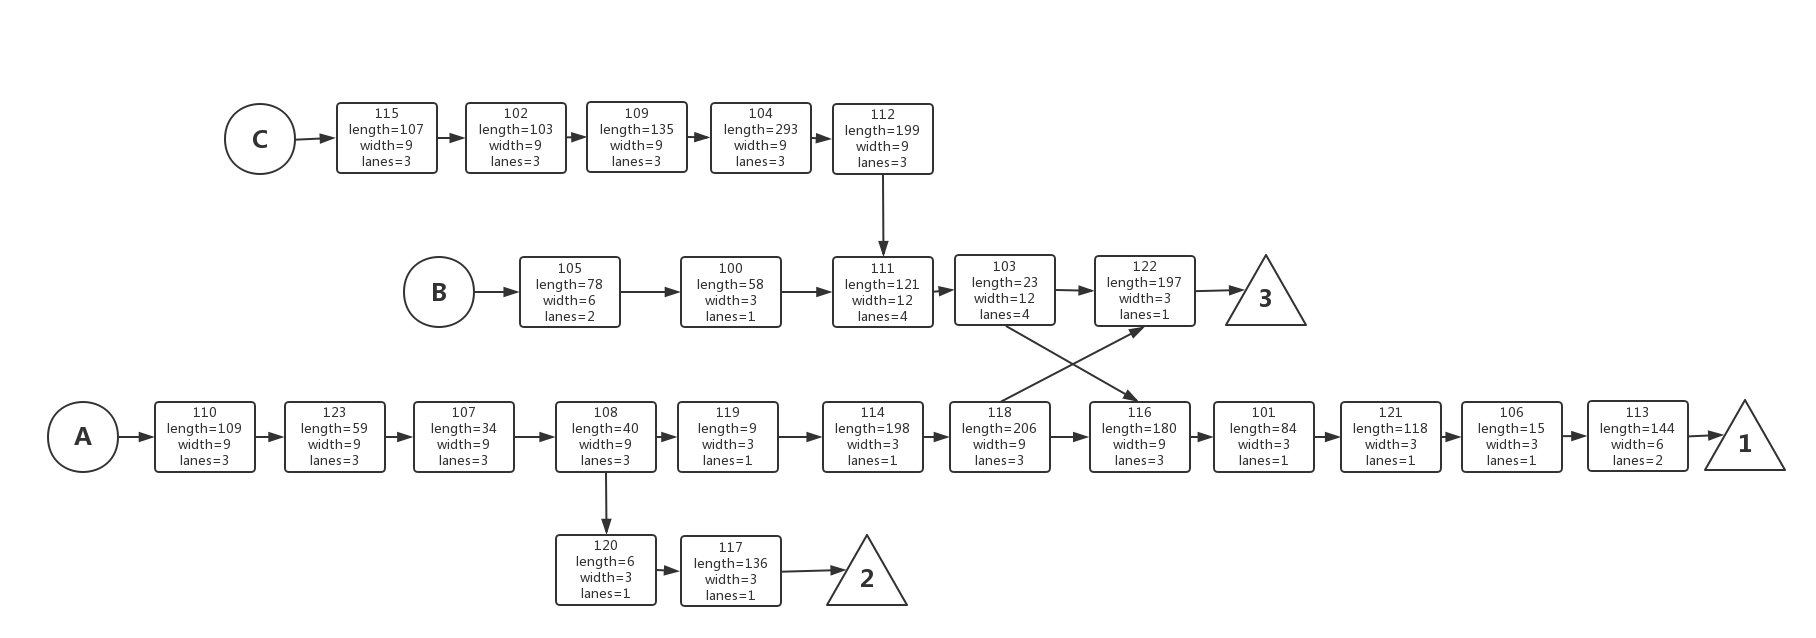 C
115
length=107
width=9
lanes=3
102
length=103
width=9
lanes=3
109
length=135
width=9
lanes=3
104
length=293
width=9
lanes=3
112
length=199
width=9
lanes=3
B
105
length=78
width=6
lanes=2
100
length=58
width=3
lanes=1
111
length=121
width=12
lanes=4
103
length=23
width=12
lanes=4
122
length=197
width=3
lanes=1
3
A
110
length=109
width=9
lanes=3
123
length=59
width=9
lanes=3
107
length=34
width=9
lanes=3
108
length=40
width=9
lanes=3
119
length=9
width=3
lanes=1
114
length=198
width=3
lanes=1
118
length=206
width=9
lanes=3
116
length=180
width=9
lanes=3
101
length=84
width=3
lanes=1
121
length=118
width=3
lanes=1
106
length=15
width=3
lanes=1
113
length=144
width=6
lanes=2
1
120
length=6
width=3
lanes=1
117
length=136
width=3
lanes=1
2